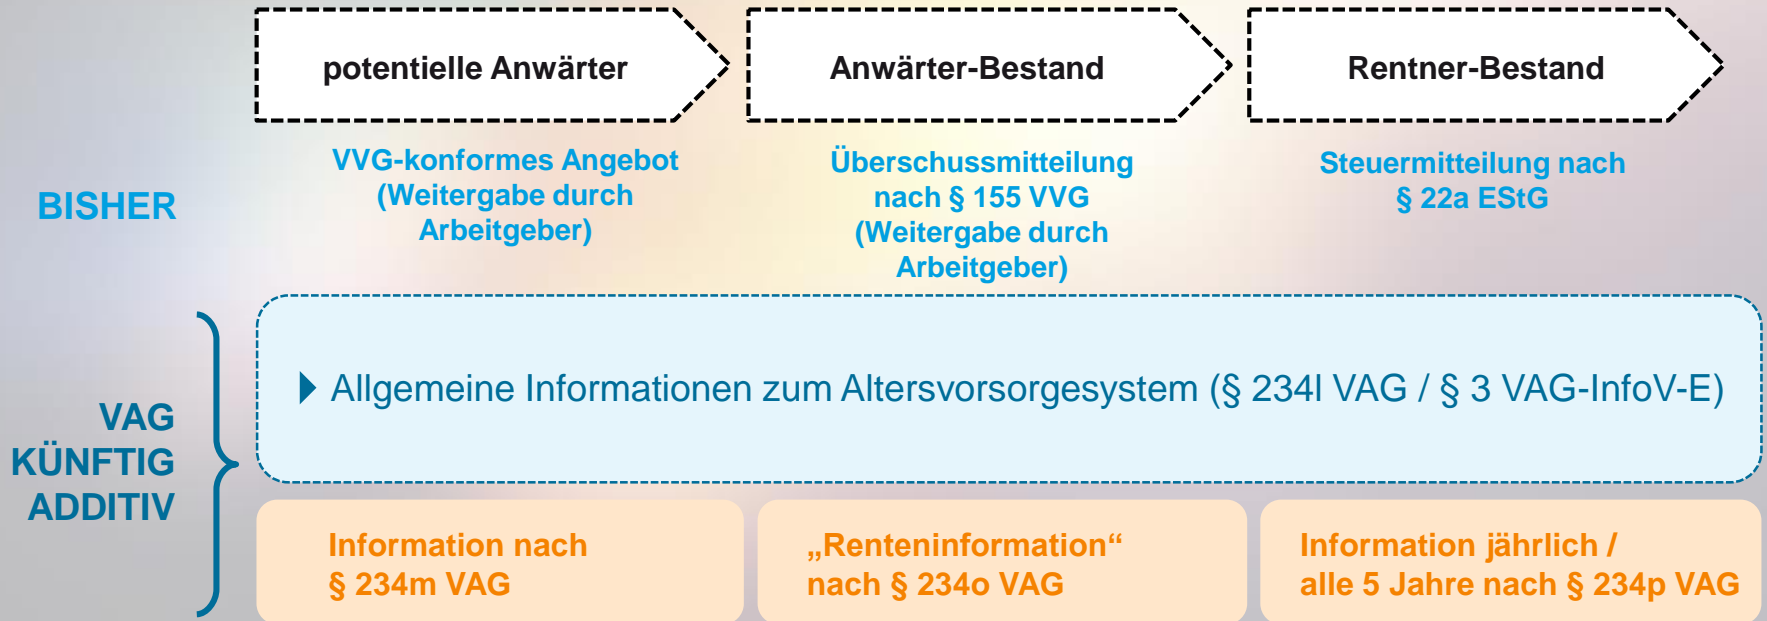 potentielle Anwärter
Anwärter-Bestand
Rentner-Bestand
BISHER
VVG-konformes Angebot
(Weitergabe durch
Arbeitgeber)
Überschussmitteilung
nach § 155 VVG
(Weitergabe durch
Arbeitgeber)
Steuermitteilung nach
§ 22a EStG
VAG
KÜNFTIG
ADDITIV
Allgemeine Informationen zum Altersvorsorgesystem (§ 234l VAG / § 3 VAG-InfoV-E)
Information nach
§ 234m VAG
„Renteninformation“
nach § 234o VAG
Information jährlich /
alle 5 Jahre nach § 234p VAG